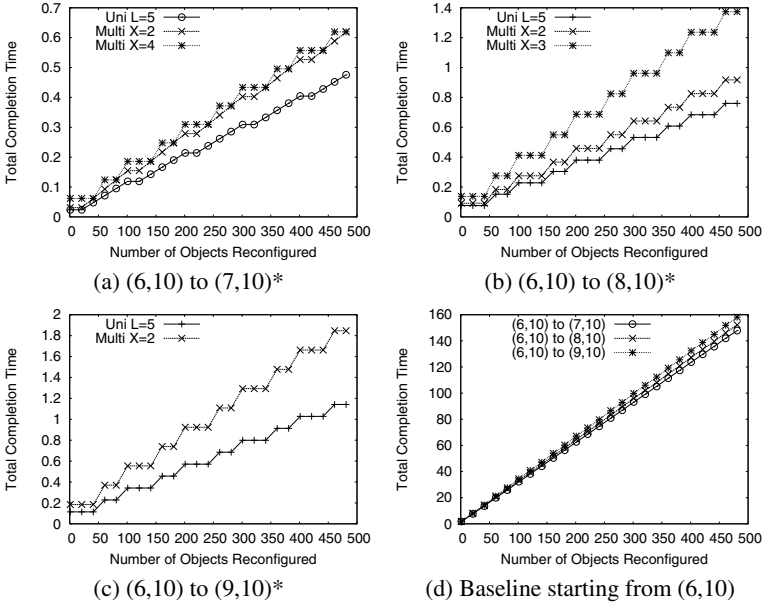 Total Completion Time
0.7
0.6
0.5
0.4
0.3
0.2
0.1
0
Uni L=5
Multi X=2
Multi X=4
0 50 100 150 200 250 300 350 400 450 500
Number of Objects Reconfigured
(a) (6,10) to (7,10)*
Total Completion Time
1.4
1.2
1
0.8
0.6
0.4
0.2
0
Uni L=5
Multi X=2
Multi X=3
0 50 100 150 200 250 300 350 400 450 500
Number of Objects Reconfigured
(b) (6,10) to (8,10)*
Total Completion Time
2
1.8
1.6
1.4
1.2
1
0.8
0.6
0.4
0.2
0
Uni L=5
Multi X=2
0 50 100 150 200 250 300 350 400 450 500
Number of Objects Reconfigured
(c) (6,10) to (9,10)*
Total Completion Time
160
140
120
100
80
60
40
20
0
(6,10) to (7,10)
(6,10) to (8,10)
(6,10) to (9,10)
0 50 100 150 200 250 300 350 400 450 500
Number of Objects Reconfigured
(d) Baseline starting from (6,10)